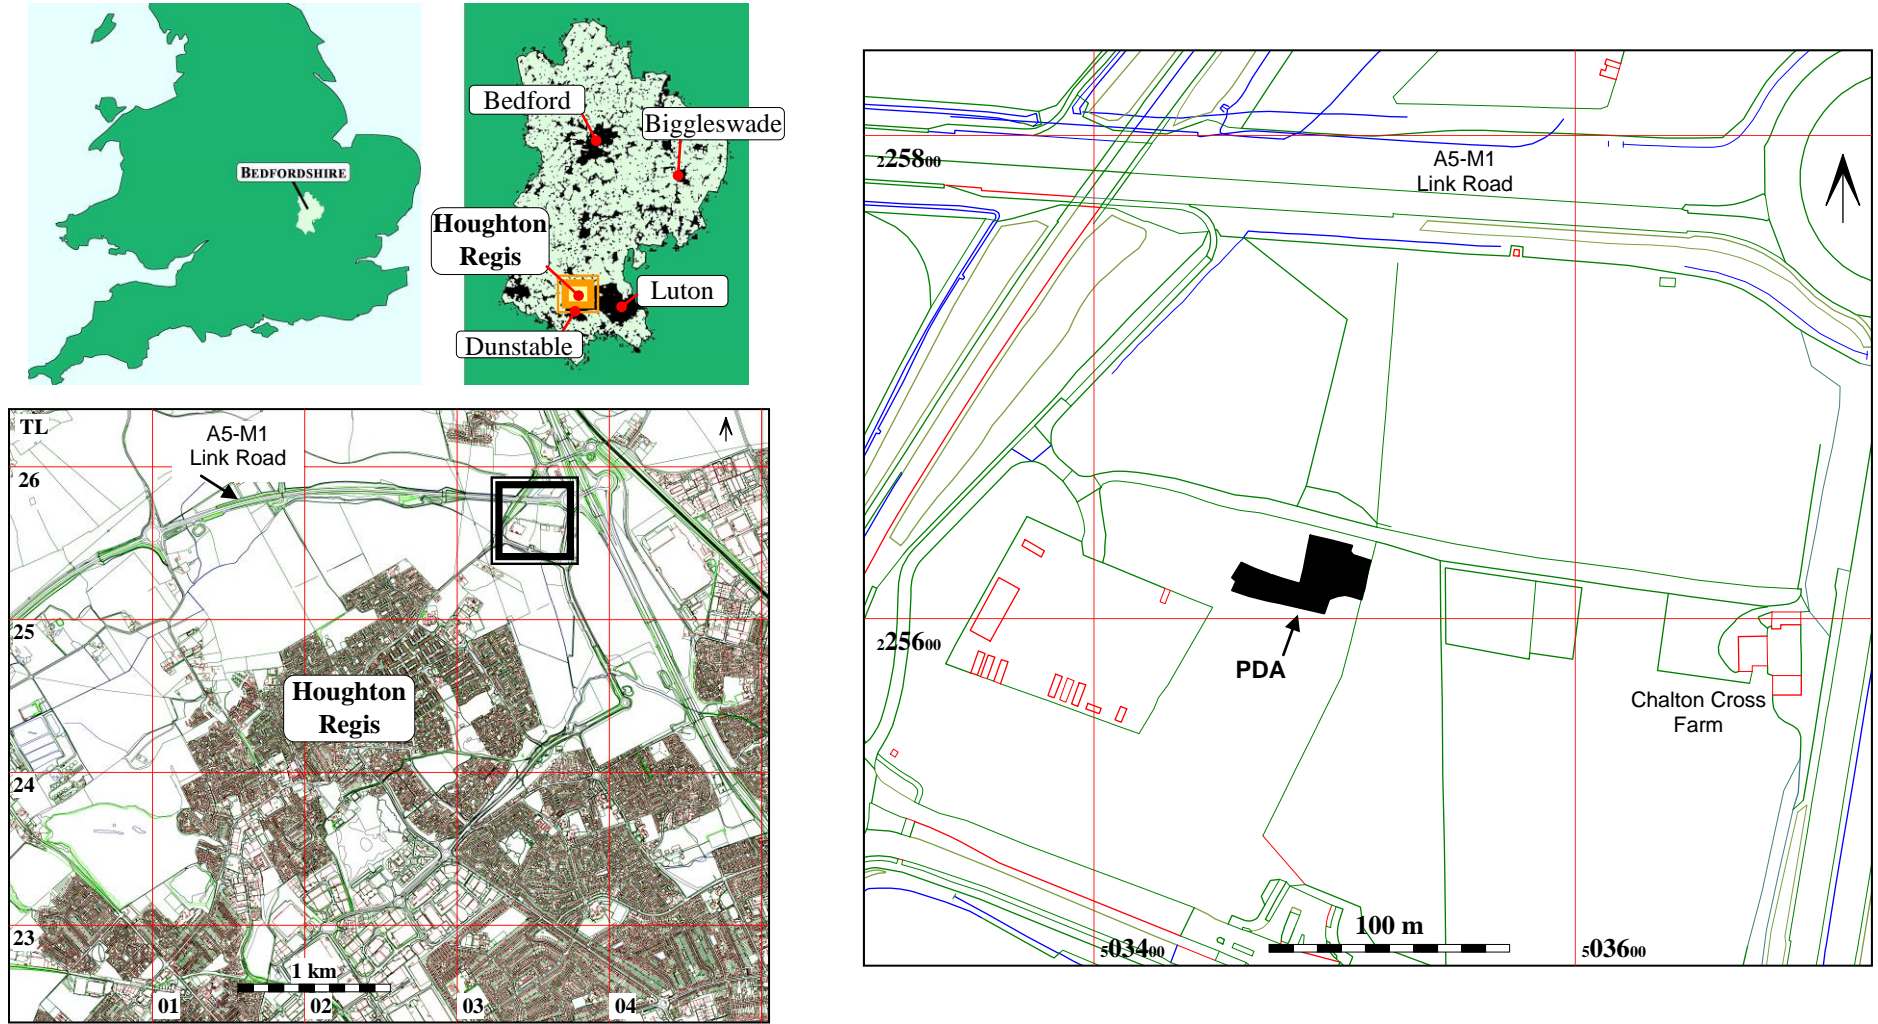 BEDFORDSHIRE
Bedford
Biggleswade
Houghton
Regis
Luton
Dunstable
TL
A5-M1
Link Road
26
25
Houghton
Regis
24
23
1 km
01
02
03
04
A5-M1
Link Road
225800
225600
PDA
Chalton Cross
Farm
100 m
503400
503600